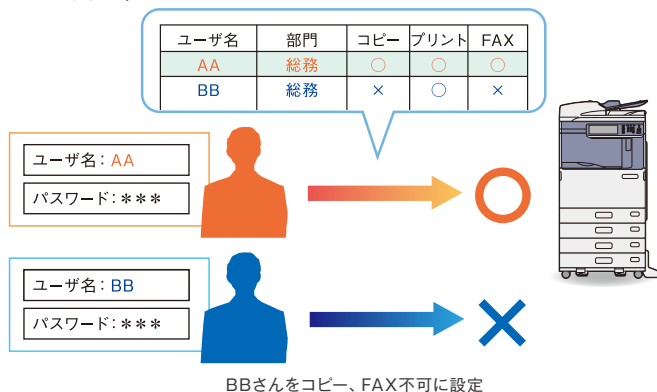 ユーザ名 部門 コピー プリント FAX
AA 総務 ○ ○ ○
BB 総務 × ○ ×
ユーザ名：AA
パスワード：＊＊＊
ユーザ名：BB
パスワード：＊＊＊
BBさんをコピー、FAX不可に設定